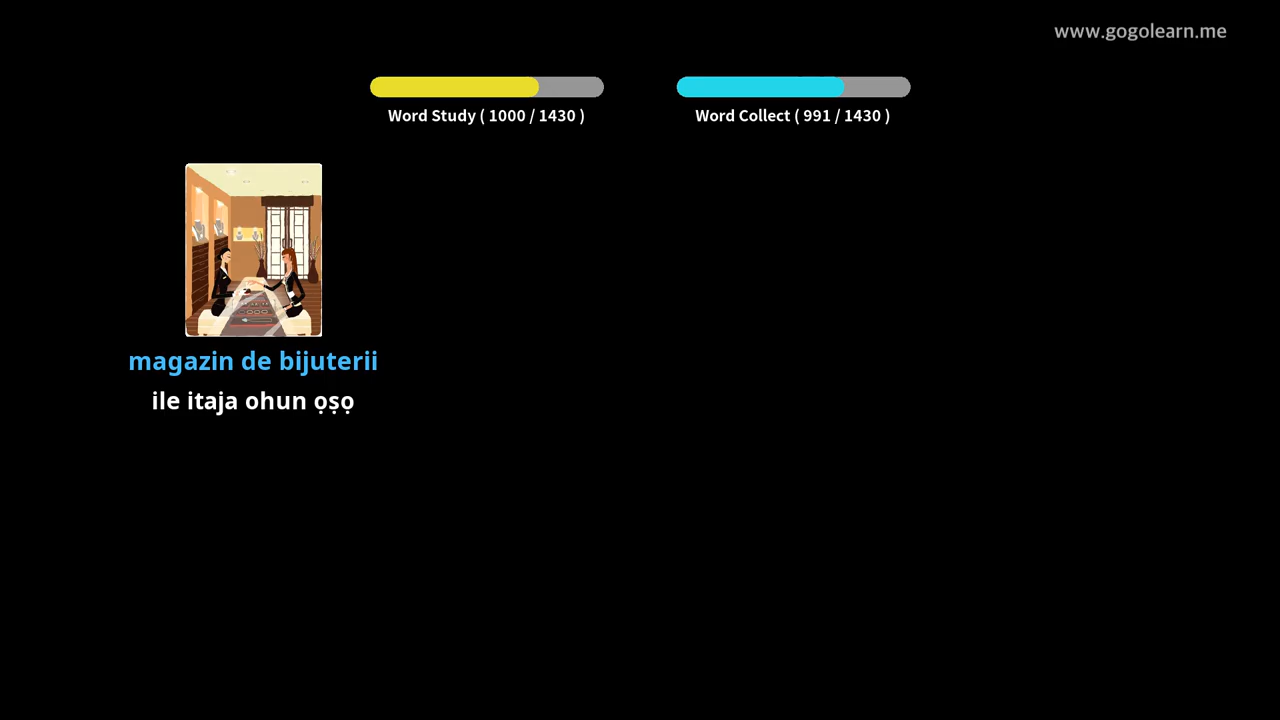 www.gogolearn.me
Word Study ( 1000 / 1430 )
Word Collect ( 991 / 1430 )
magazin de bijuterii
ile itaja ohun ọṣọ